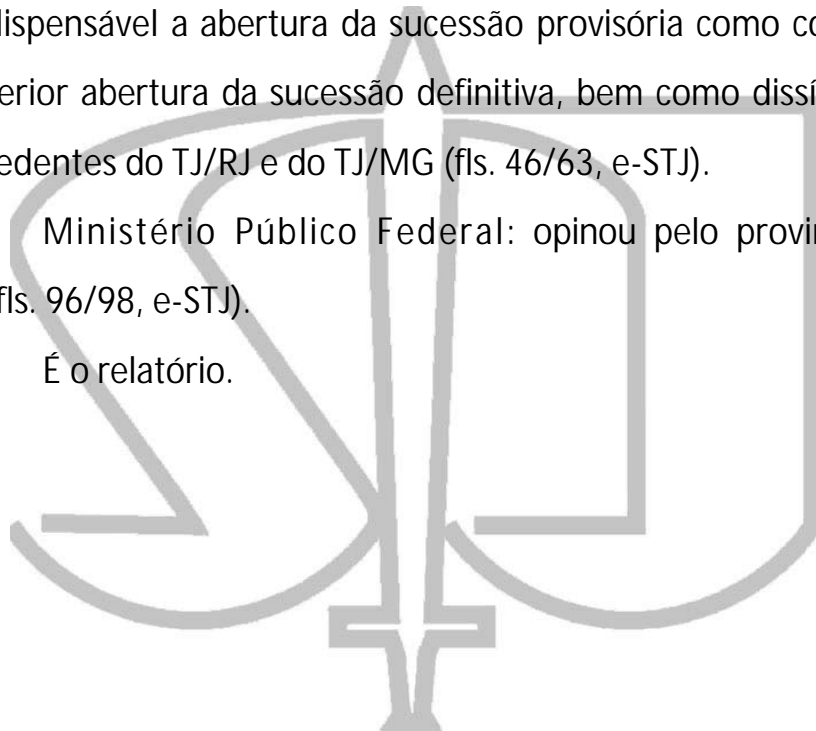 dispensável a abertura da sucessão provisória como co
erior abertura da sucessão definitiva, bem como dissí
edentes do TJ/RJ e do TJ/MG (fls. 46/63, e-STJ).
Ministério Público Federal: opinou pelo provi
fls. 96/98, e-STJ).
É o relatório.